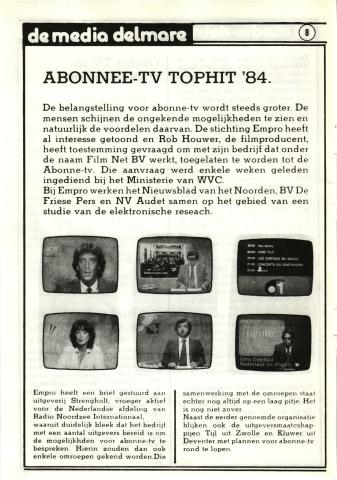 de media delmare
8
ABONNEE-TV TOPHIT '84.
De belangstelling voor abonne-tv wordt steeds groter. De
mensen schijnen de ongekende mogelijkheden te zien en
natuurlijk de voordelen daarvan. De stichting Empro heeft
al interesse getoond en Rob Houwer, de filmproducent,
heeft toestemming gevraagd om met zijn bedrijf dat onder
de naam Film Net BV werkt, toegelaten te worden tot de
Abonne-tv. Die aanvraag werd enkele weken geleden
ingediend bij het Ministerie van WVC.
Bij Empro werken het Nieuwsblad van het Noorden, BV De
Friese Pers en NV Audet samen op het gebied van een
studie van de elektronische reseach.
heute
Empro heeft een brief gestuurd aan
uitgeverij Strengholt, vroeger aktief
voor de Nederlandse afdeling van
Radio Noordzee Internationaal,
waaruit duidelijk bleek dat het bedrijf
met een aantal uitgevers bereid is om
de mogelijkhden voor abonne-tv te
bespreken. Hierin zouden dan ook
enkele omroepen gekend worden.Die
samenwerking met de omroepen staat
echter nog altijd op een laag pitje. Het
is nog niet zover
Naast de eerder genoemde organisatie
blijken ook de uitgeversmaatschap-
pijen Tijl uit Zwolle en Kluwer uit
Deventer met plannen voor abonne-tv
rond te lopen.